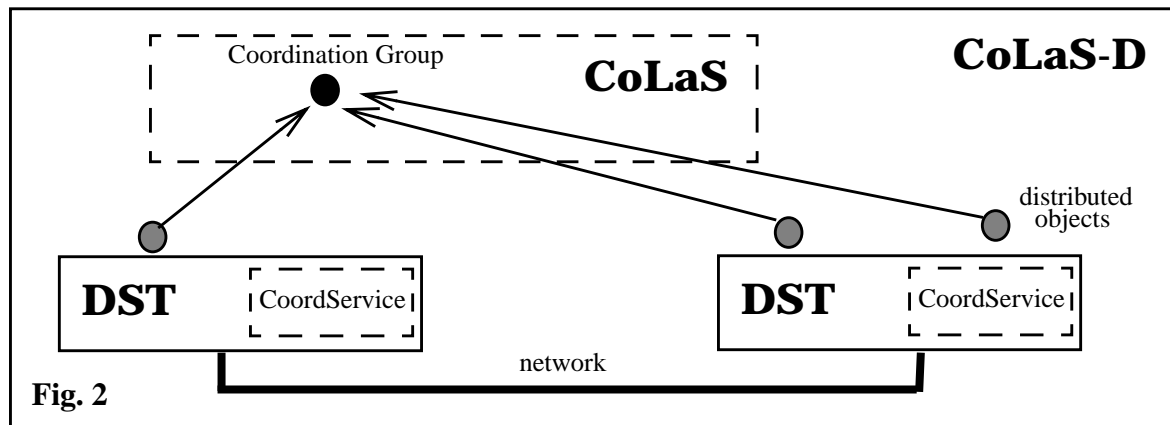 Coordination Group
CoLaS
CoLaS-D
distributed
objects
DST
CoordService
DST
CoordService
network
Fig. 2